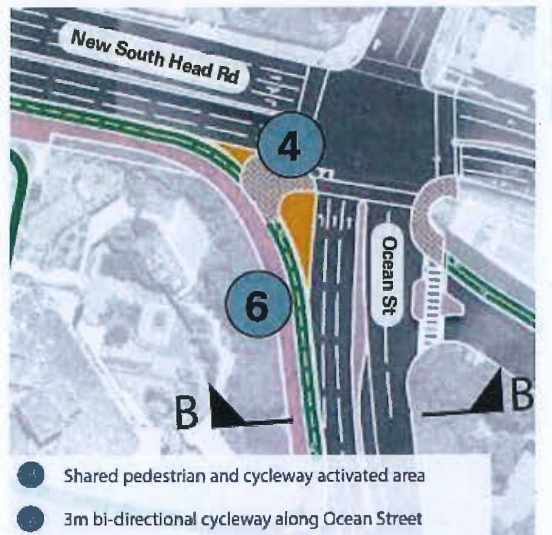 New South Head Rd
4
Ocean St
6
B
B
Shared pedestrian and cycleway activated area
3m bi-directional cycleway along Ocean Street